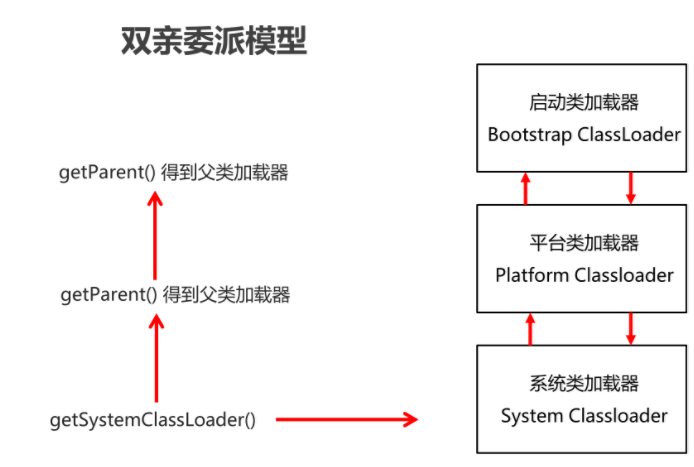 双亲委派模型
启动类加载器
Bootstrap ClassLoader
getParent() 得到父类加载器
平台类加载器
Platform Classloader
getParent() 得到父类加载器
系统类加载器
System Classloader
getSystemClassLoader()